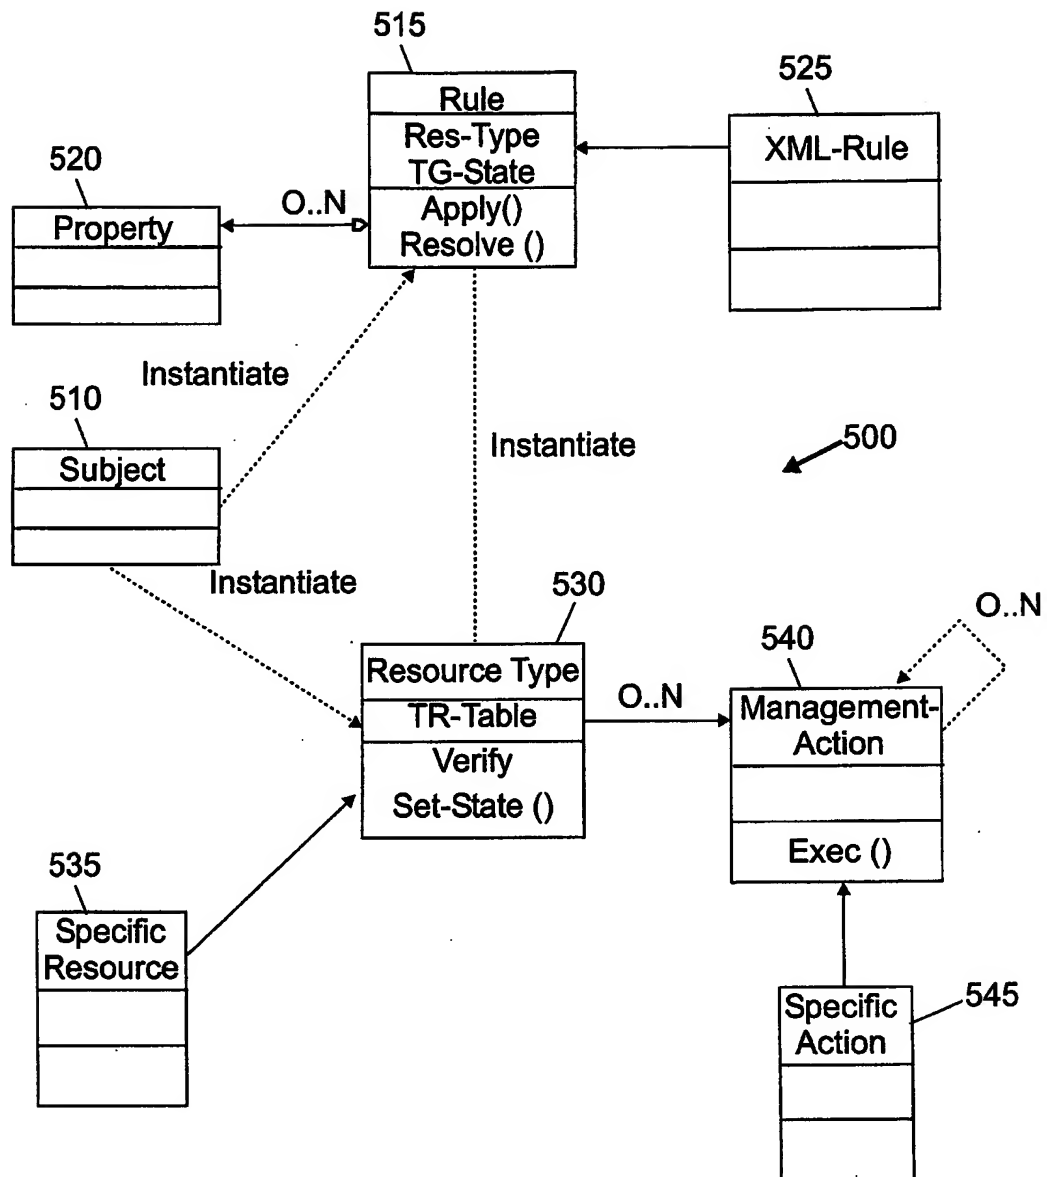 515
Rule
Res-Type
TG-State
Apply()
Resolve ()
525
XML-Rule
520
Property
O..N
Instantiate
510
Subject
Instantiate
500
Instantiate
530
Resource Type
TR-Table
Verify
Set-State ()
O..N
540
O..N
Management-
Action
Exec ()
535
Specific
Resource
Specific
Action
545